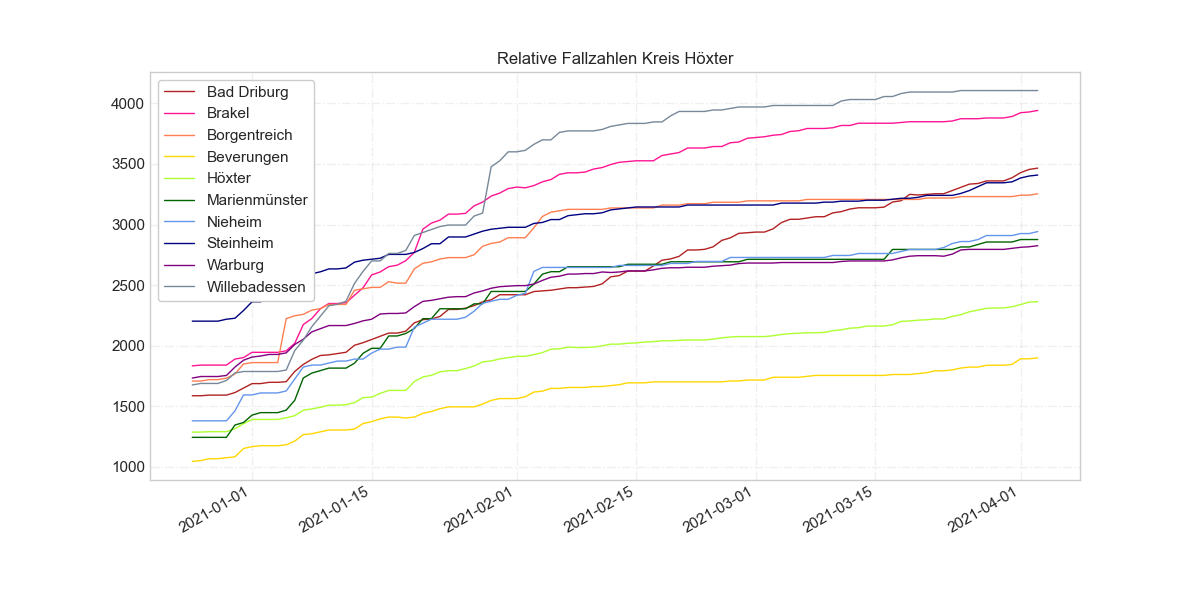 Relative Fallzahlen Kreis Höxter
Bad Driburg
Brakel
Borgentreich
Beverungen
Höxter
Marienmünster
Nieheim
Steinheim
Warburg
Willebadessen
4000
3500
3000
2500
2000
1500
1000
2021-01-01
2021-01-15
2021-02-01
2021-02-15
2021-03-01
2021-03-15
2021-04-01